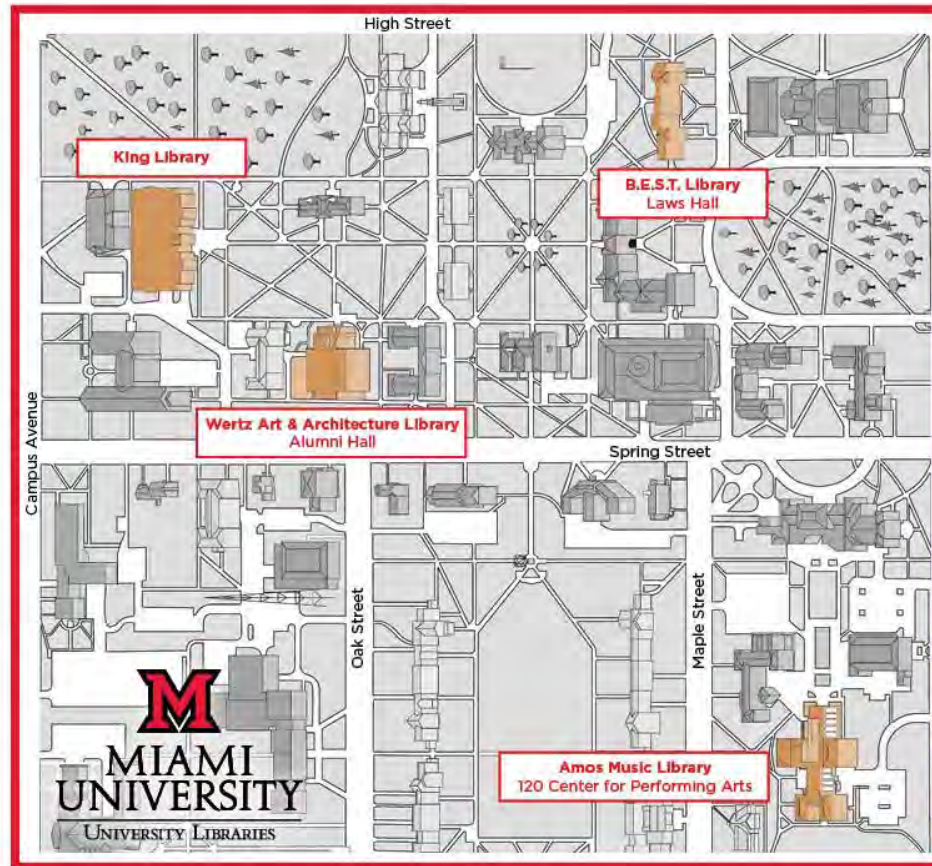 High Street
King Library
B.E.S.T. Library
Laws Hall
Wertz Art & Architecture Library
Alumni Hall
Spring Street
Campus Avenue
Oak Street
Maple Street
Amos Music Library
120 Center for Performing Arts
M
MIAMI
UNIVERSITY
UNIVERSITY LIBRARIES